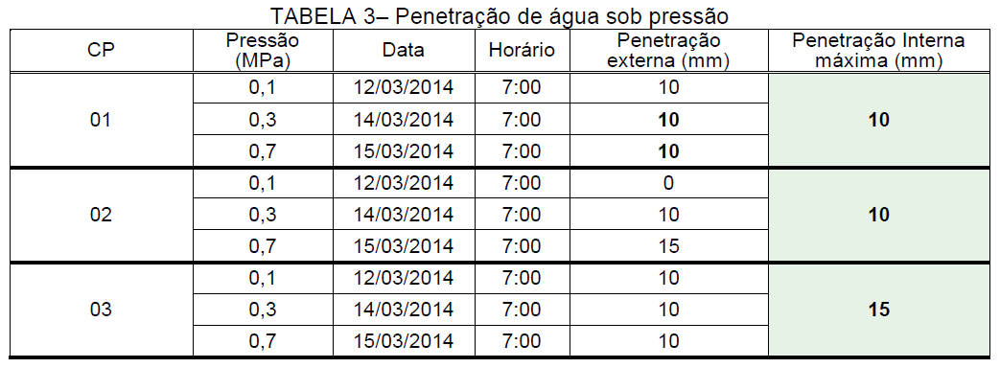 TABELA 3– Penetração de água sob pressão
CP Pressão (MPa) Data Horário Penetração externa (mm) Penetração Interna máxima (mm)
01 0,1 12/03/2014 7:00 10 10
0,3 14/03/2014 7:00 10
0,7 15/03/2014 7:00 10
02 0,1 12/03/2014 7:00 0 10
0,3 14/03/2014 7:00 10
0,7 15/03/2014 7:00 15
03 0,1 12/03/2014 7:00 10 15
0,3 14/03/2014 7:00 10
0,7 15/03/2014 7:00 10